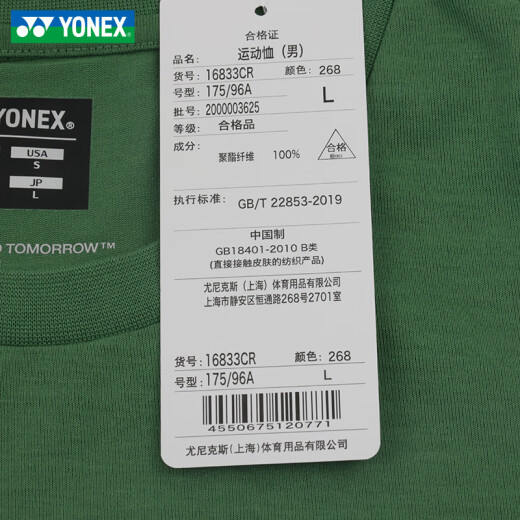 YONEX
YONEX®
USA
S
JP
L
TOMORROW™
合格证
品名: 运动恤(男)
货号: 16833CR 颜色: 268
号型: 175/96A L
批号: 2000003625
等级: 合格品
成分:
聚酯纤维 100% 合格
执行标准: GB/T 22853-2019
中国制
GB18401-2010 B类
(直接接触皮肤的纺织产品)
尤尼克斯(上海)体育用品有限公司
上海市静安区恒通路268号2701室
货号: 16833CR 颜色: 268
号型: 175/96A L
4550675120771
尤尼克斯(上海)体育用品有限公司